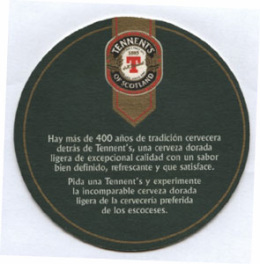 TENNENT'S
T
OF SCOTLAND
Hay más de 400 años de tradición cervecera
detrás de Tennent's, una cerveza dorada
ligera de excepcional calidad con un sabor
bien definido, refrescante y que satisface.
Pida una Tennent's y experimente
la incomparable cerveza dorada
ligera de la cervecería preferida
de los escoceses.